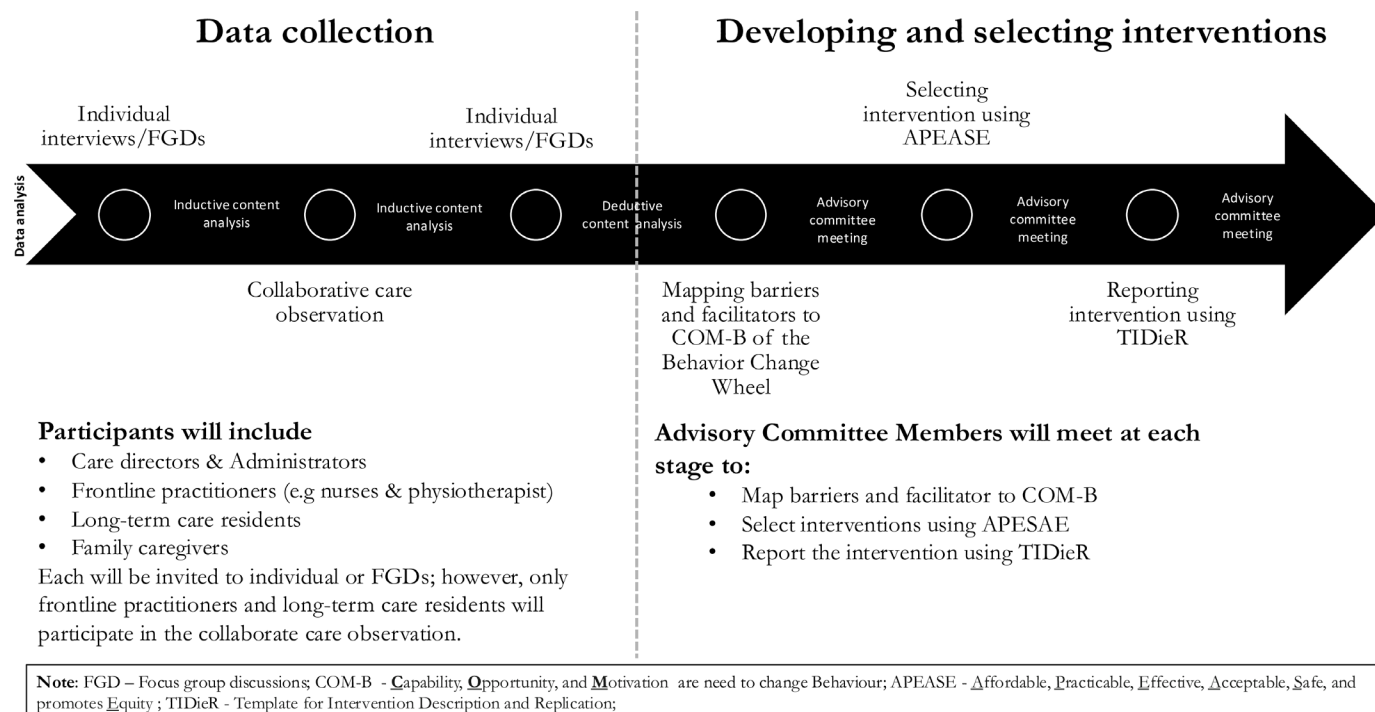 Data collection
Developing and selecting interventions
Individual
interviews/FGDs
Individual
interviews/FGDs
Selecting
intervention using
APEASE
Data analysis
Inductive content
analysis
Inductive content
analysis
Deductive
content analysis
Advisory
committee
meeting
Advisory
committee
meeting
Advisory
committee
meeting
Collaborative care
observation
Mapping barriers
and facilitators to
COM-B of the
Behavior Change
Wheel
Reporting
intervention using
TIDieR
Participants will include
• Care directors & Administrators
• Frontline practitioners (e.g nurses & physiotherapist)
• Long-term care residents
• Family caregivers
Each will be invited to individual or FGDs; however, only
frontline practitioners and long-term care residents will
participate in the collaborate care observation.
Advisory Committee Members will meet at each
stage to:
• Map barriers and facilitator to COM-B
• Select interventions using APESAE
• Report the intervention using TIDieR
Note: FGD – Focus group discussions; COM-B - Capability, Opportunity, and Motivation are need to change Behaviour; APEASE - Affordable, Practicable, Effective, Acceptable, Safe, and
promotes Equity ; TIDieR - Template for Intervention Description and Replication;